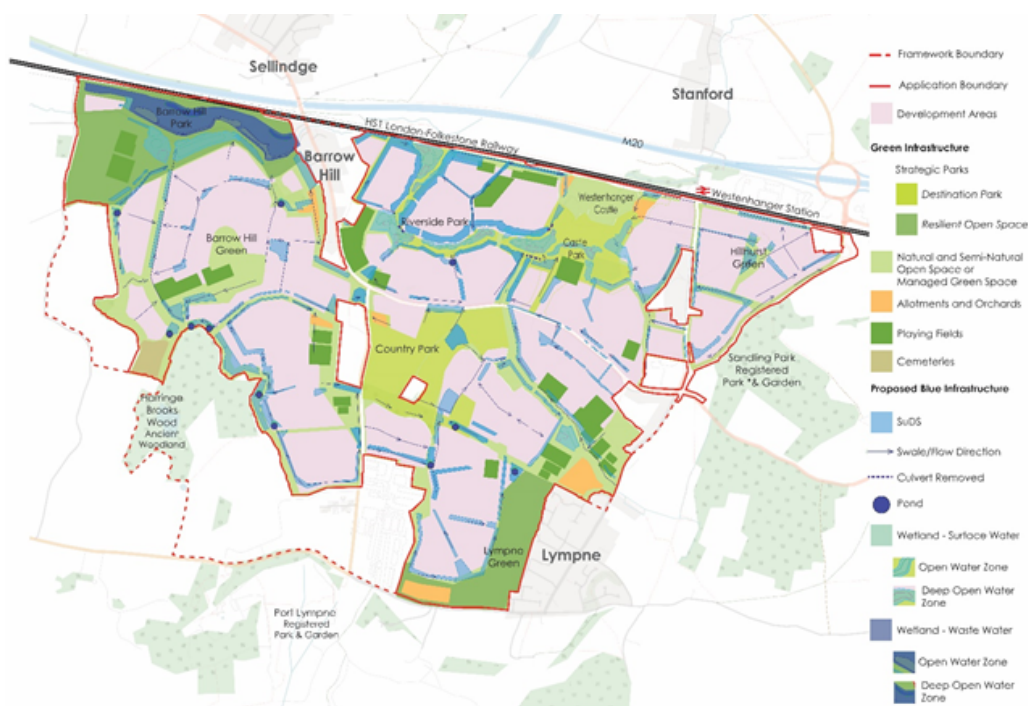 Sellindge
Stanford
Barrow Hill
Park
HS1 London-Folkestone Railway
M20
Barrow
Hill
Westenhanger Station
Westenhanger
Castle
Riverside Park
Castle
Park
Barrow Hill
Green
Hillhurst
Green
Country Park
Sandling Park
Registered
Park & Garden
Harringe
Brooks
Wood
Ancient
Woodland
Lympne
Green
Lympne
Port Lympne
Registered
Park & Garden
Framework Boundary
Application Boundary
Development Areas
Green Infrastructure
Strategic Parks
Destination Park
Resilient Open Space
Natural and Semi-Natural
Open Space or
Managed Green Space
Allotments and Orchards
Playing Fields
Cemeteries
Proposed Blue Infrastructure
SuDS
Swale/Flow Direction
Culvert Removed
Pond
Wetland - Surface Water
Open Water Zone
Deep Open Water
Zone
Wetland - Waste Water
Open Water Zone
Deep Open Water
Zone